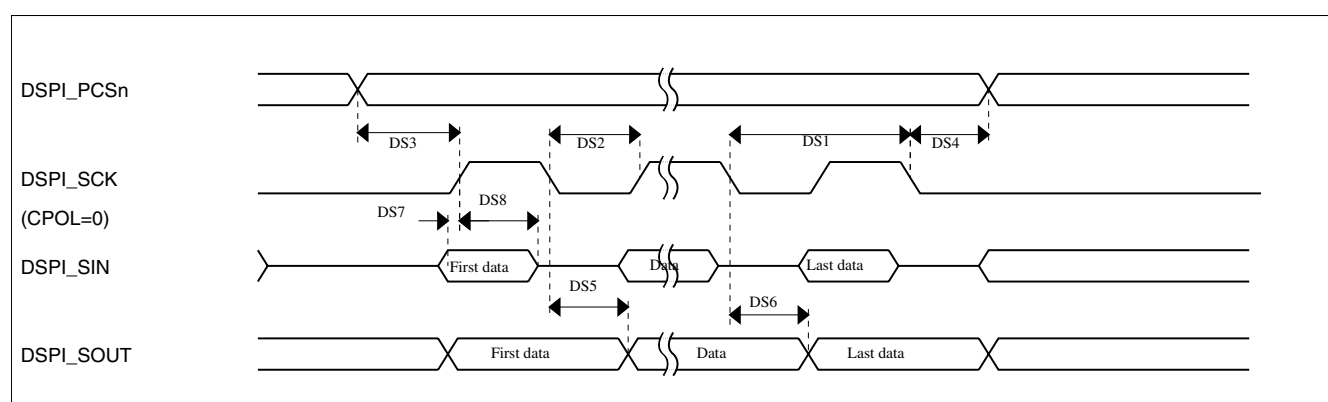 DSPI_PCSn
DS3
DS2
DS1
DS4
DSPI_SCK
(CPOL=0)
DS7
DS8
DSPI_SIN
First data
Data
Last data
DS5
DS6
DSPI_SOUT
First data
Data
Last data